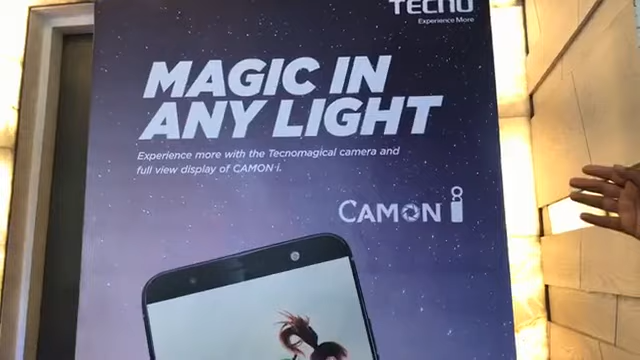 TECNO
Experience More
MAGIC IN
ANY LIGHT
Experience more with the Tecnomagical camera and
full view display of CAMON-i.
CAMON i